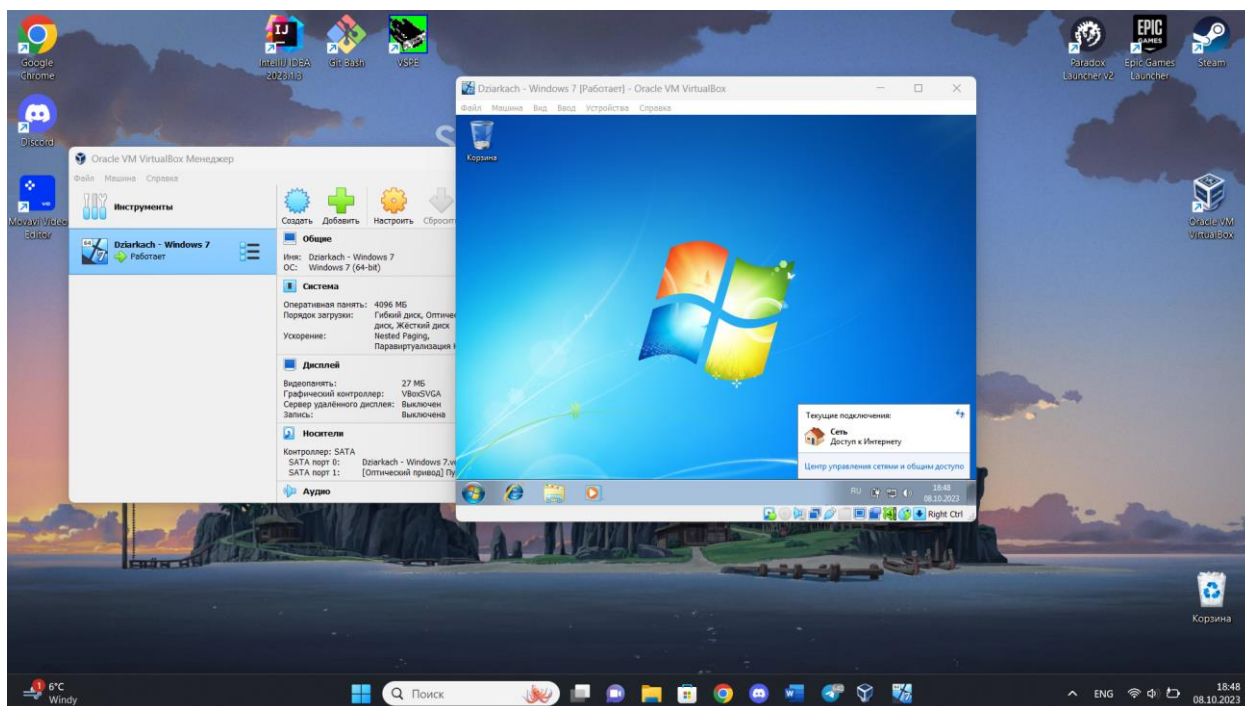 Google
Chrome
IntelliJ IDEA
2023.1.3
Git Bash
VSPE
Paradox
Launcher v2
Epic Games
Launcher
Steam
EPIC
GAMES
Discord
Movavi Video
Editor
Oracle VM
VirtualBox
Корзина
Oracle VM VirtualBox Менеджер
Файл Машина Справка
Инструменты
Dziarkach - Windows 7
Работает
Создать Добавить Настроить Сбросить
Общие
Имя: Dziarkach - Windows 7
ОС: Windows 7 (64-bit)
Система
Оперативная память: 4096 МБ
Порядок загрузки: Гибкий диск, Оптичес
диск, Жёсткий диск
Ускорение: Nested Paging,
Паравиртуализация
Дисплей
Видеопамять: 27 МБ
Графический контроллер: VBoxSVGA
Сервер удалённого дисплея: Выключен
Запись: Выключена
Носители
Контроллер: SATA
SATA порт 0: Dziarkach - Windows 7.v
SATA порт 1: [Оптический привод] Пу
Аудио
Dziarkach - Windows 7 [Работает] - Oracle VM VirtualBox
Файл Машина Вид Ввод Устройства Справка
Корзина
Текущие подключения:
Сеть
Доступ к Интернету
Центр управления сетями и общим доступо
RU
18:48
08.10.2023
Right Ctrl
1
6°C
Windy
Поиск
ENG
18:48
08.10.2023